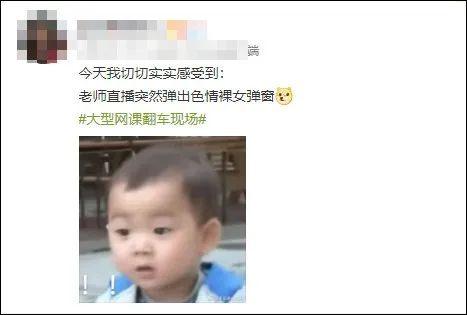 端
今天我切切实实感受到：
老师直播突然弹出色情裸女弹窗
#大型网课翻车现场#
！！